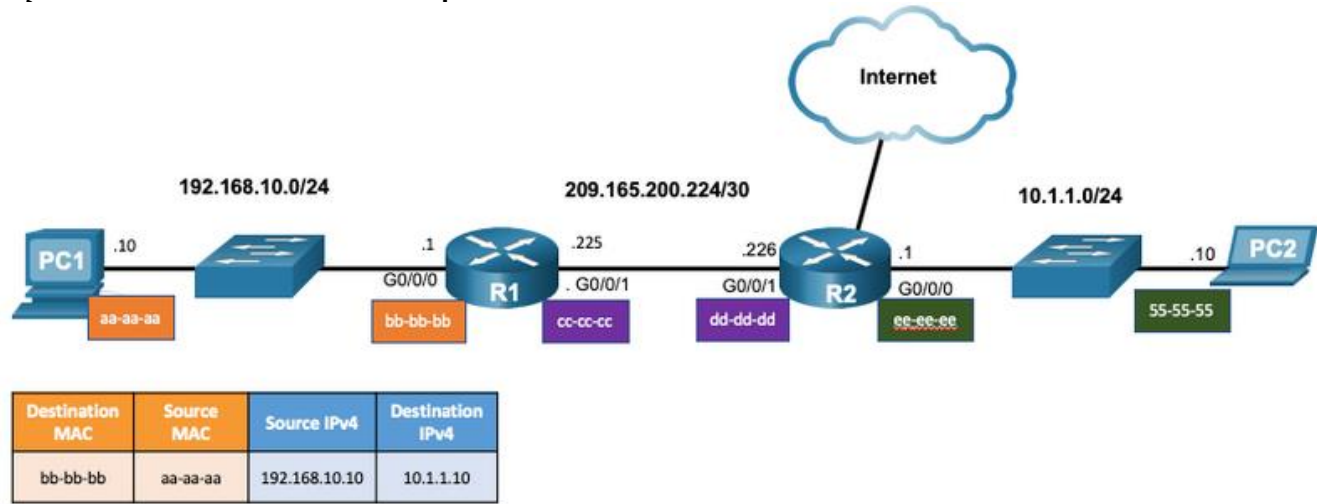 Internet
192.168.10.0/24
209.165.200.224/30
10.1.1.0/24
PC1
.10
.1
G0/0/0
R1
.225
. G0/0/1
.226
G0/0/1
R2
.1
G0/0/0
.10
PC2
aa-aa-aa
bb-bb-bb
cc-cc-cc
dd-dd-dd
ee-ee-ee
55-55-55
Destination MAC Source MAC Source IPv4 Destination IPv4
bb-bb-bb aa-aa-aa 192.168.10.10 10.1.1.10